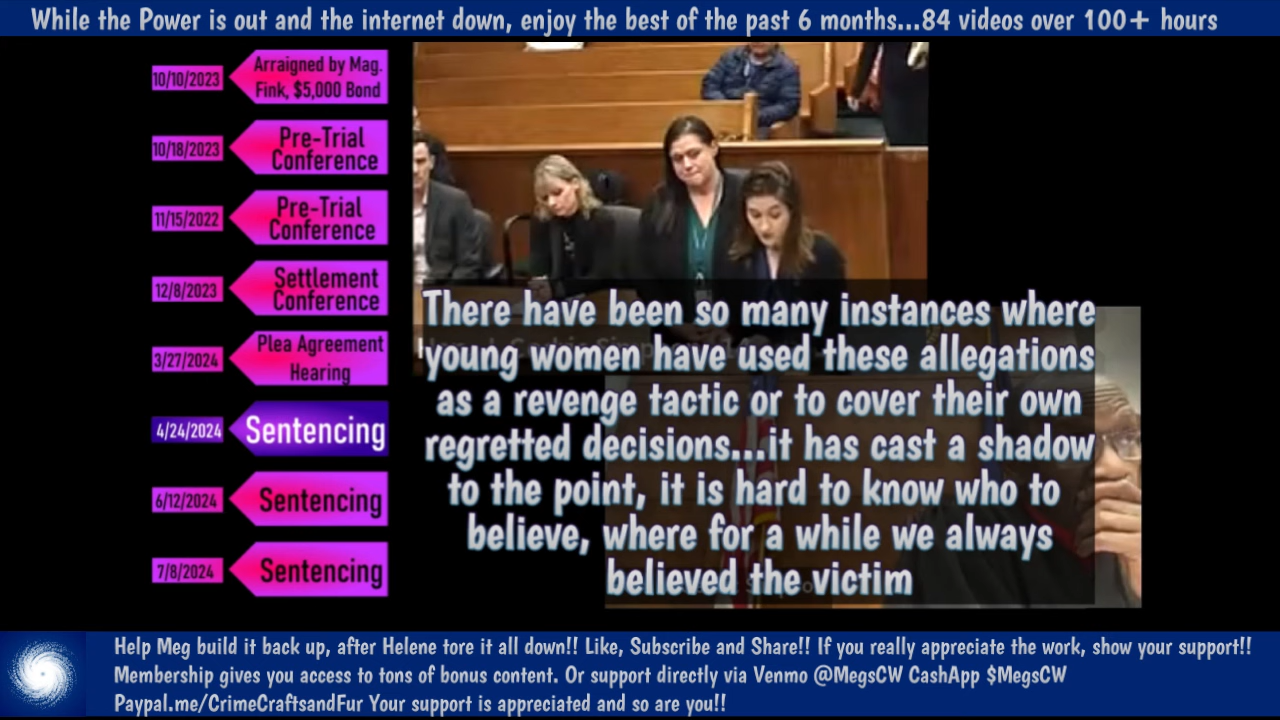 While the Power is out and the internet down, enjoy the best of the past 6 months...84 videos over 100+ hours
10/10/2023
Arraigned by Mag.
Fink, $5,000 Bond
10/18/2023
Pre-Trial
Conference
11/15/2022
Pre-Trial
Conference
12/8/2023
Settlement
Conference
3/27/2024
Plea Agreement
Hearing
4/24/2024
Sentencing
6/12/2024
Sentencing
7/8/2024
Sentencing
There have been so many instances where
young women have used these allegations
as a revenge tactic or to cover their own
regretted decisions...it has cast a shadow
to the point, it is hard to know who to
believe, where for a while we always
believed the victim
Help Meg build it back up, after Helene tore it all down!! Like, Subscribe and Share!! If you really appreciate the work, show your support!!
Membership gives you access to tons of bonus content. Or support directly via Venmo @MegsCW CashApp $MegsCW
Paypal.me/CrimeCraftsandFur Your support is appreciated and so are you!!